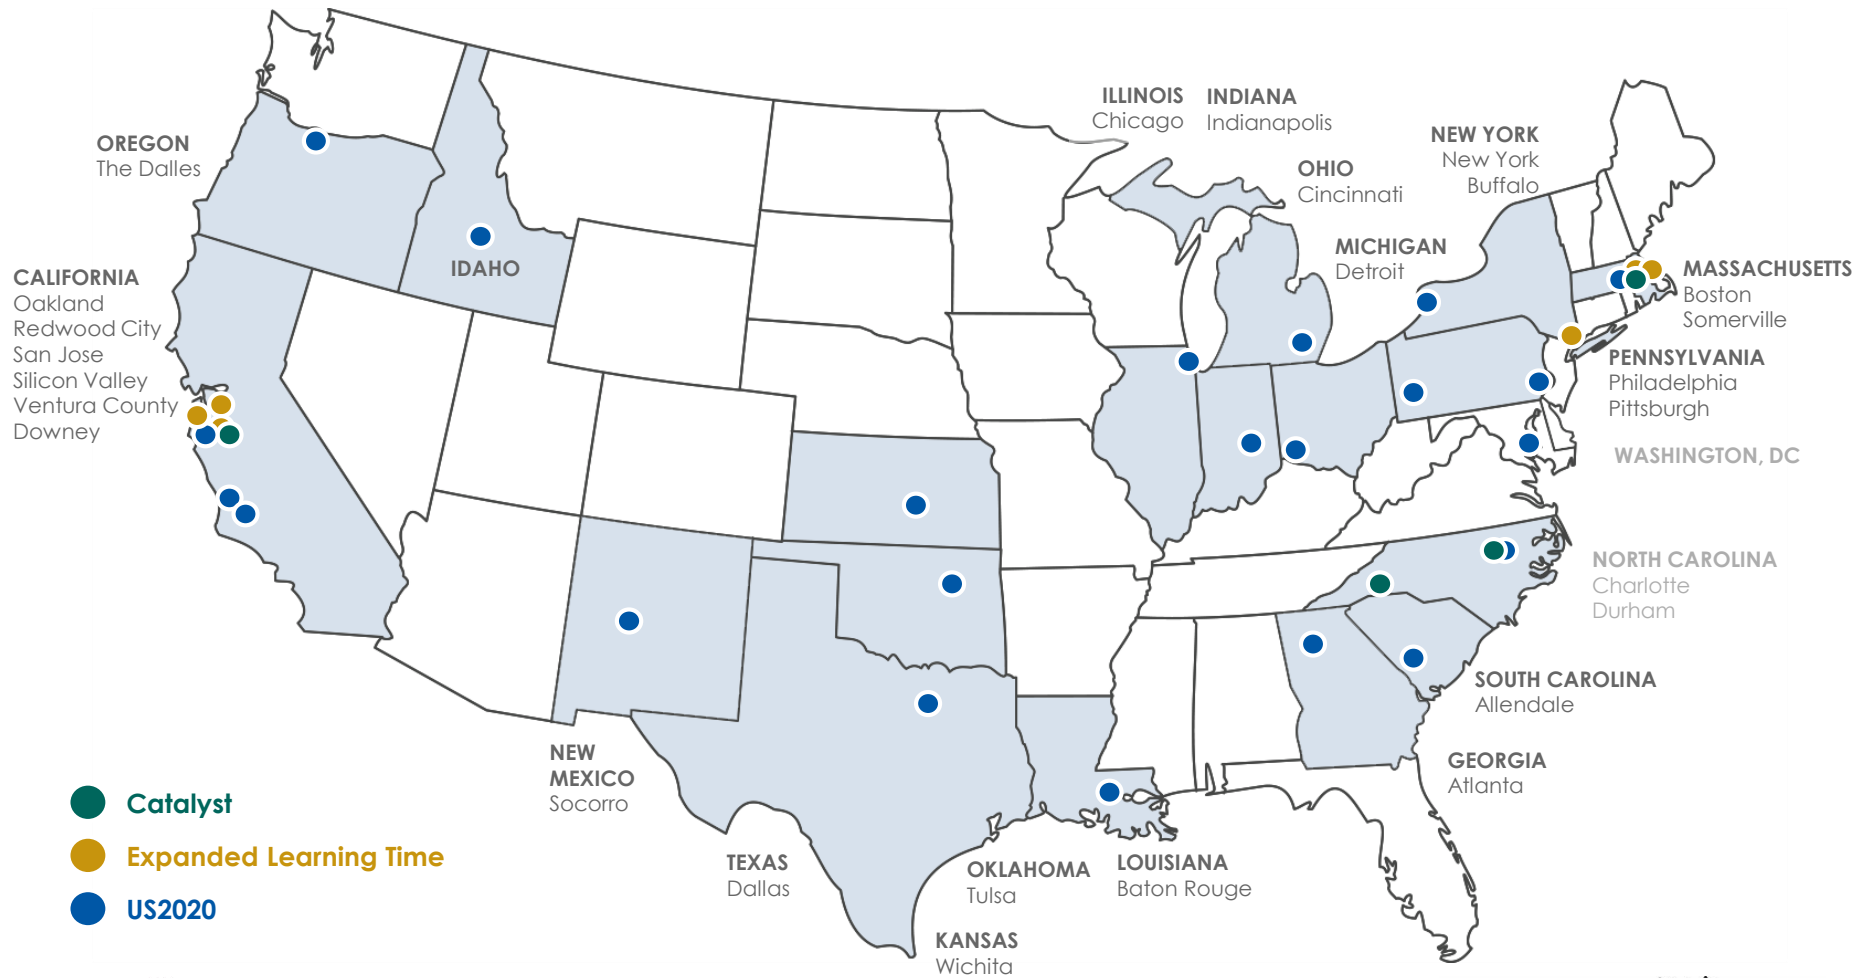 ILLINOIS
Chicago
INDIANA
Indianapolis
OREGON
The Dalles
NEW YORK
New York
Buffalo
OHIO
Cincinnati
MICHIGAN
Detroit
IDAHO
CALIFORNIA
Oakland
Redwood City
San Jose
Silicon Valley
Ventura County
Downey
MASSACHUSETTS
Boston
Somerville
PENNSYLVANIA
Philadelphia
Pittsburgh
WASHINGTON, DC
NORTH CAROLINA
Charlotte
Durham
SOUTH CAROLINA
Allendale
GEORGIA
Atlanta
NEW
MEXICO
Socorro
TEXAS
Dallas
OKLAHOMA
Tulsa
LOUISIANA
Baton Rouge
KANSAS
Wichita
Catalyst
Expanded Learning Time
US2020